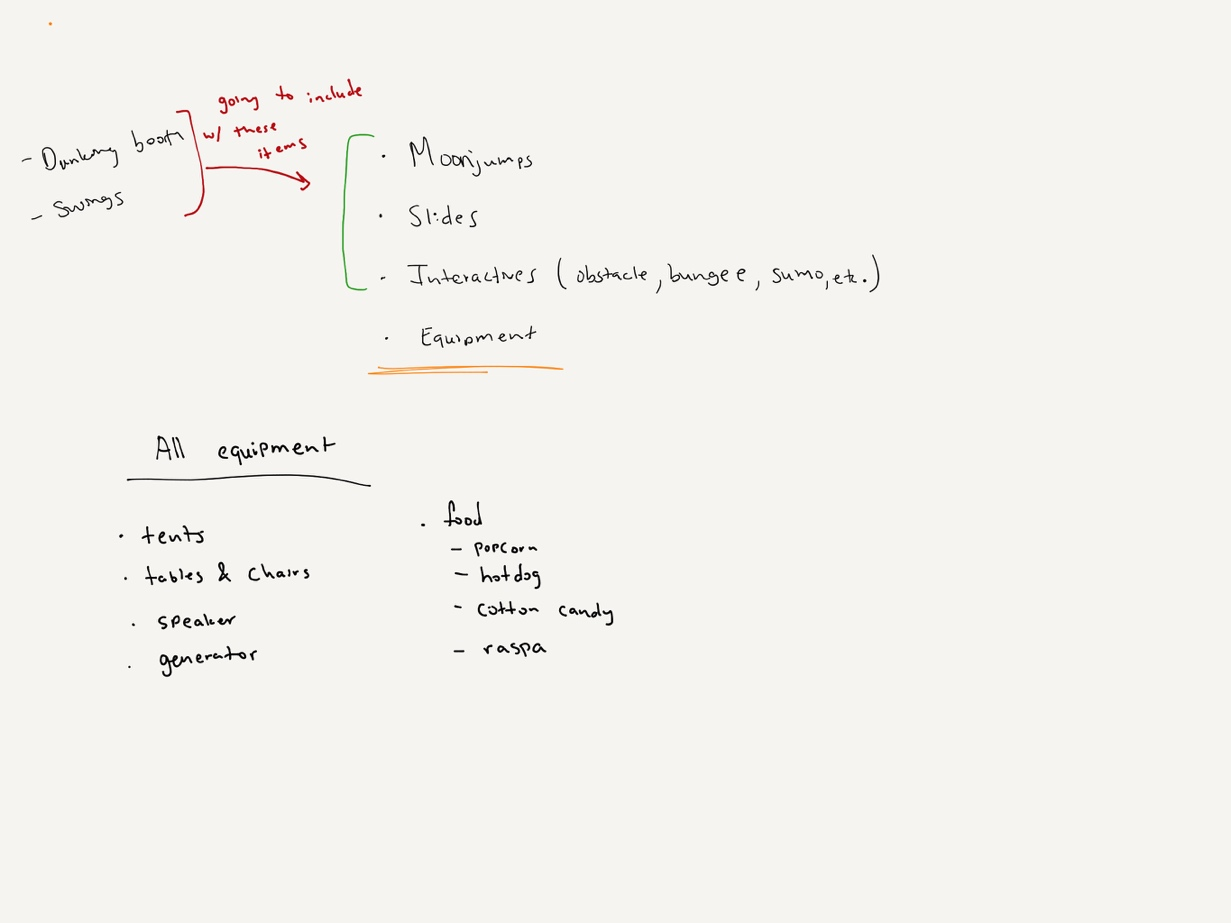 going to include
w/ these
items
- Dunking booth
- Swings
· Moonjumps
· Slides
· Interactives (obstacle, bungee, sumo, etc.)
· Equipment
All equipment
· tents
· tables & chairs
· speaker
· generator
· food
- popcorn
- hotdog
- cotton candy
- raspa